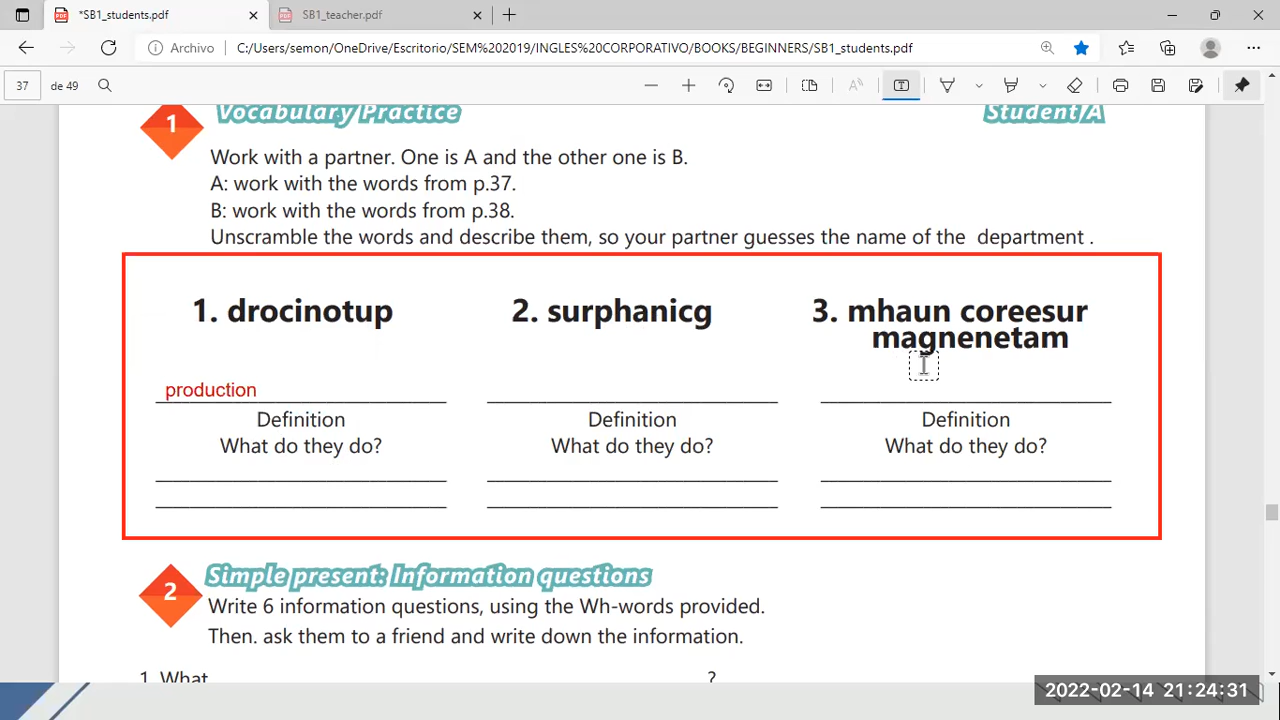 *SB1_students.pdf
SB1_teacher.pdf
Archivo
C:/Users/semon/OneDrive/Escritorio/SEM%202019/INGLES%20CORPORATIVO/BOOKS/BEGINNERS/SB1_students.pdf
37 de 49
1
Vocabulary Practice
Student A
Work with a partner. One is A and the other one is B.
A: work with the words from p.37.
B: work with the words from p.38.
Unscramble the words and describe them, so your partner guesses the name of the department .
1. drocinotup
2. surphanicg
3. mhaun coreesur
magnenetam
production
Definition
What do they do?
Definition
What do they do?
Definition
What do they do?
2
Simple present: Information questions
Write 6 information questions, using the Wh-words provided.
Then. ask them to a friend and write down the information.
1. What ?
2022-02-14 21:24:31